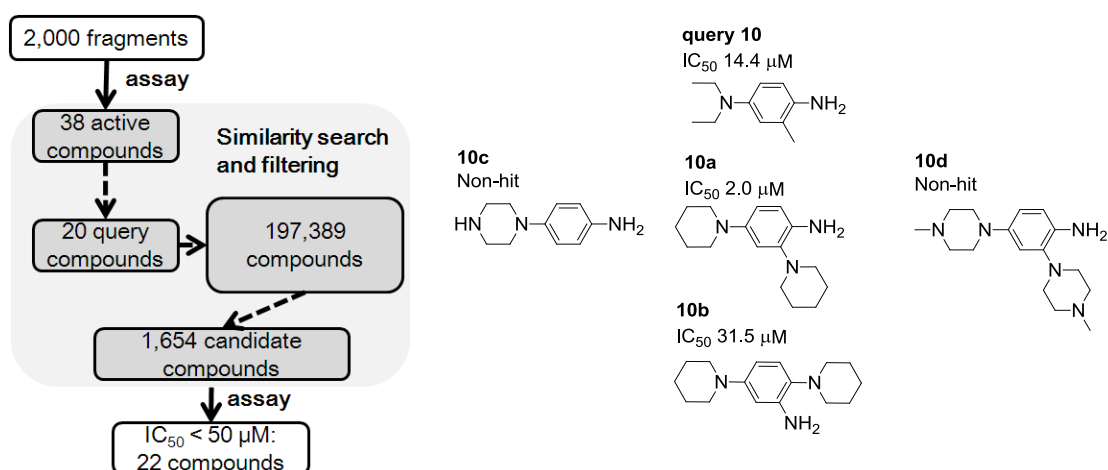 2,000 fragments
assay
38 active
compounds
Similarity search
and filtering
20 query
compounds
197,389
compounds
1,654 candidate
compounds
assay
IC50 < 50 µM:
22 compounds
query 10
IC50 14.4 µM
N
NH2
10c
Non-hit
HN
N
NH2
10a
IC50 2.0 µM
N
NH2
N
10d
Non-hit
N
N
NH2
N
N
10b
IC50 31.5 µM
N
N
NH2